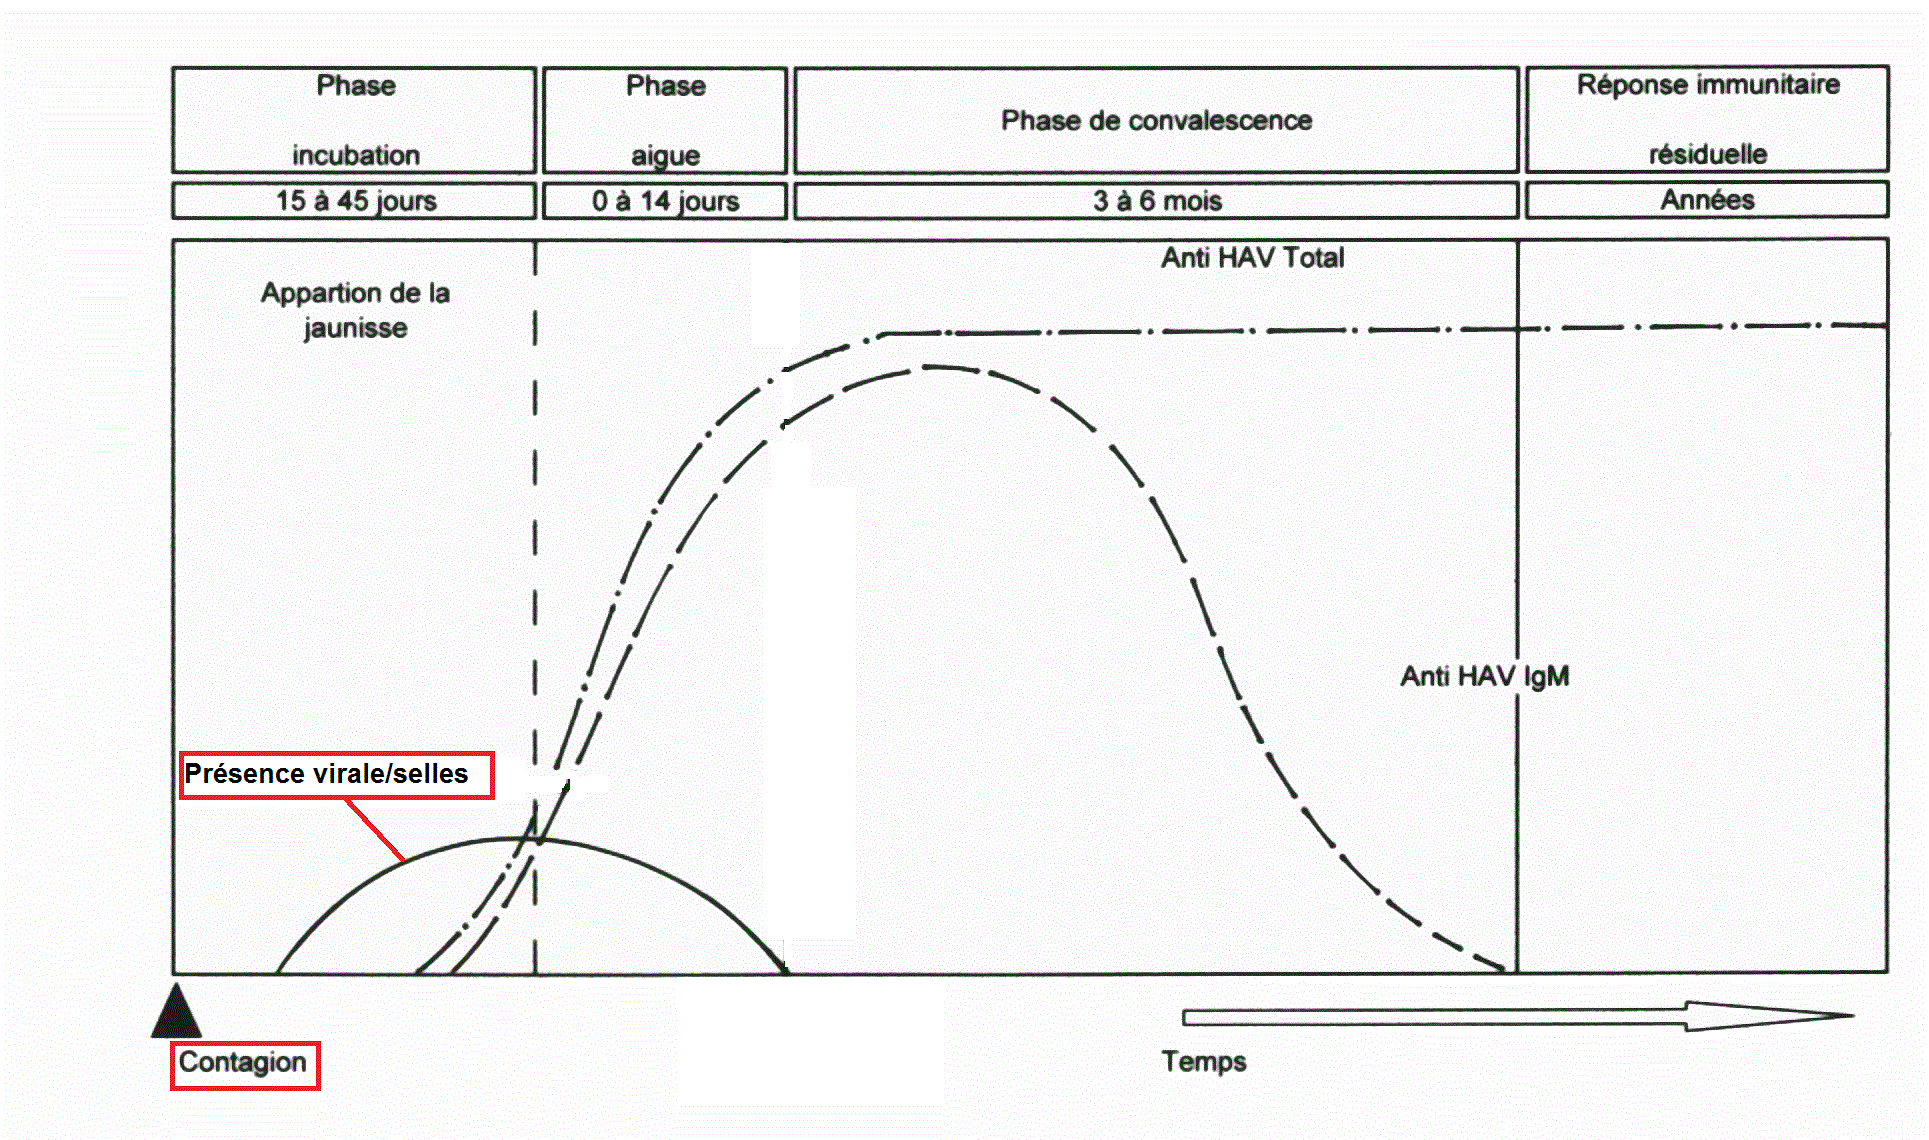 Phase
incubation
Phase
aigue
Phase de convalescence
Réponse immunitaire
résiduelle
15 à 45 jours
0 à 14 jours
3 à 6 mois
Années
Appartion de la
jaunisse
Anti HAV Total
Anti HAV IgM
Présence virale/selles
Contagion
Temps